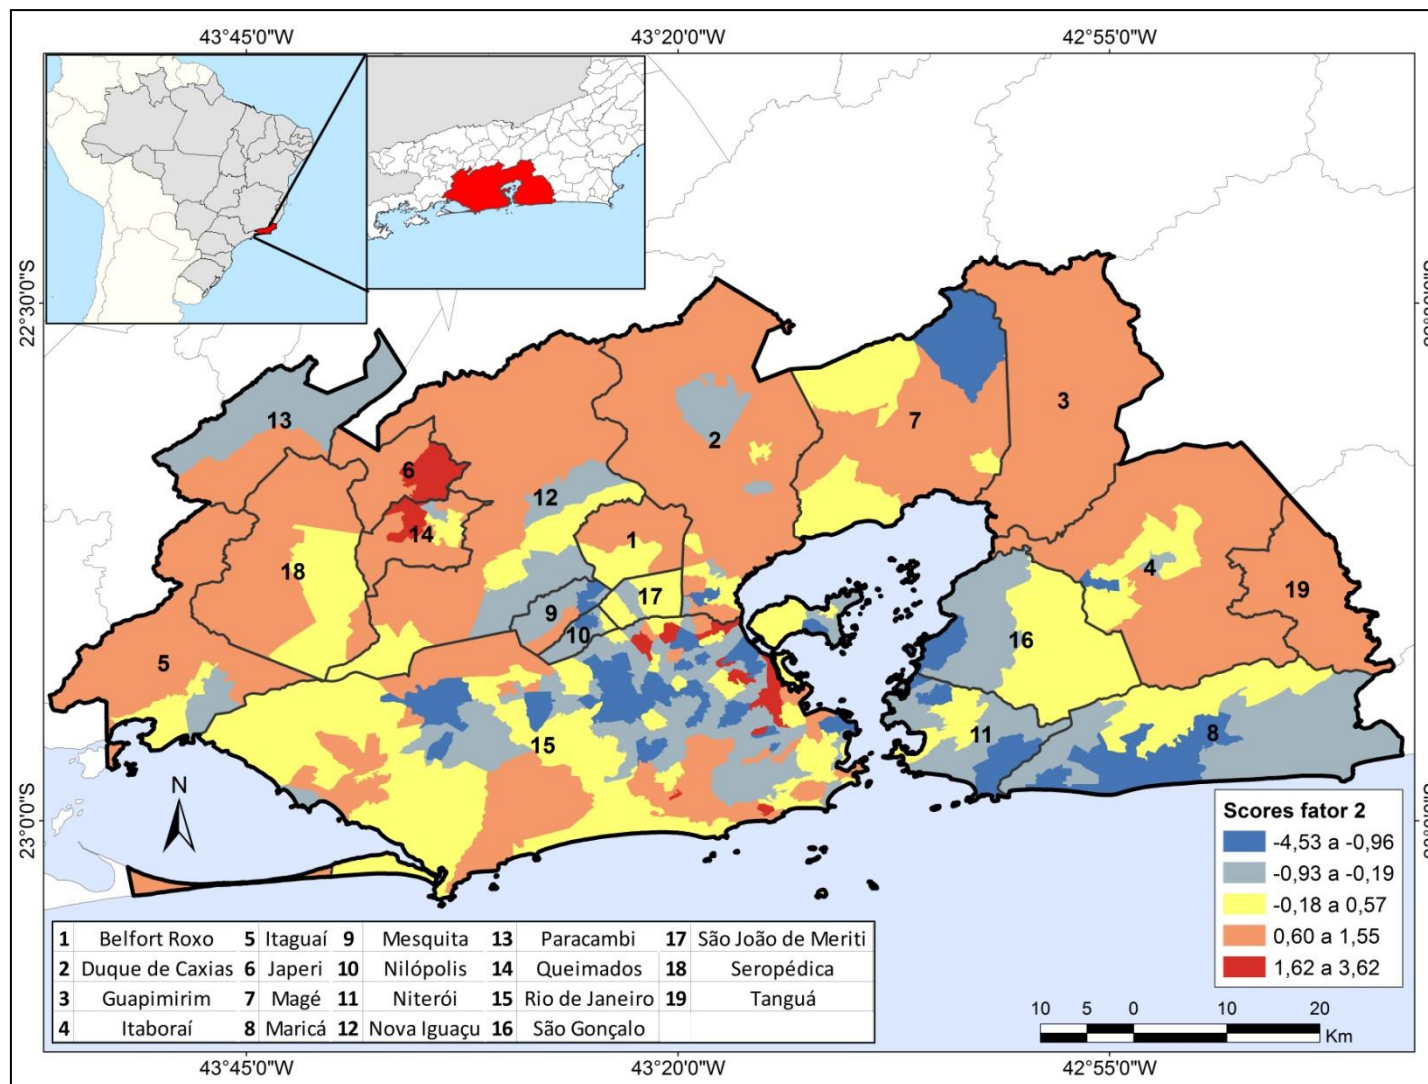 43°45'0"W 43°20'0"W 42°55'0"W
22°30'0"S
13
6
2
7
3
12
14
1
18
4
19
9
17
10
16
5
15
11
8
N
23°0'0"S
Scores fator 2
-4,53 a -0,96
-0,93 a -0,19
-0,18 a 0,57
0,60 a 1,55
1,62 a 3,62
1 Belfort Roxo 5 Itaguaí 9 Mesquita 13 Paracambi 17 São João de Meriti
2 Duque de Caxias 6 Japeri 10 Nilópolis 14 Queimados 18 Seropédica
3 Guapimirim 7 Magé 11 Niterói 15 Rio de Janeiro 19 Tanguá
4 Itaboraí 8 Maricá 12 Nova Iguaçu 16 São Gonçalo
10 5 0 10 20
Km
43°45'0"W 43°20'0"W 42°55'0"W